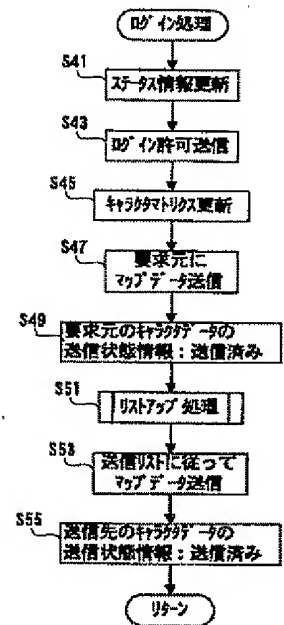 ログイン処理
S41
ステータス情報更新
S43
ログイン許可送信
S45
キャラクタマトリクス更新
S47
要求元に
マップデータ送信
S49
要求元のキャラクタデータの
送信状態情報：送信済み
S51
リストアップ処理
S53
送信リストに従って
マップデータ送信
S55
送信先のキャラクタデータの
送信状態情報：送信済み
リターン